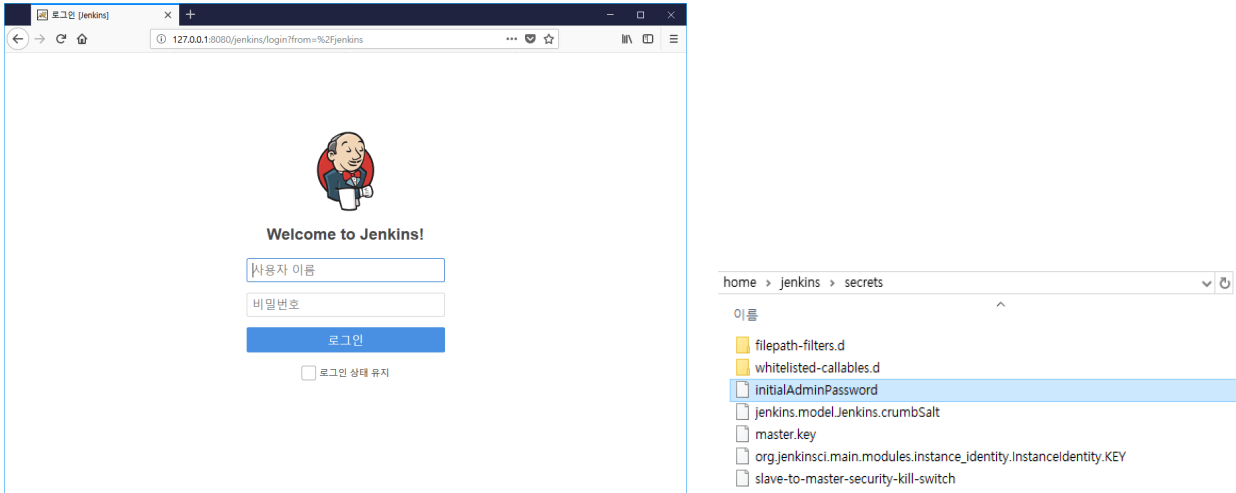 로그인 [Jenkins]
127.0.0.1:8080/jenkins/login?from=%2Fjenkins
Welcome to Jenkins!
사용자 이름
비밀번호
로그인
로그인 상태 유지
home > jenkins > secrets
이름
filepath-filters.d
whitelisted-callables.d
initialAdminPassword
jenkins.model.Jenkins.crumbSalt
master.key
org.jenkinsci.main.modules.instance_identity.InstanceIdentity.KEY
slave-to-master-security-kill-switch